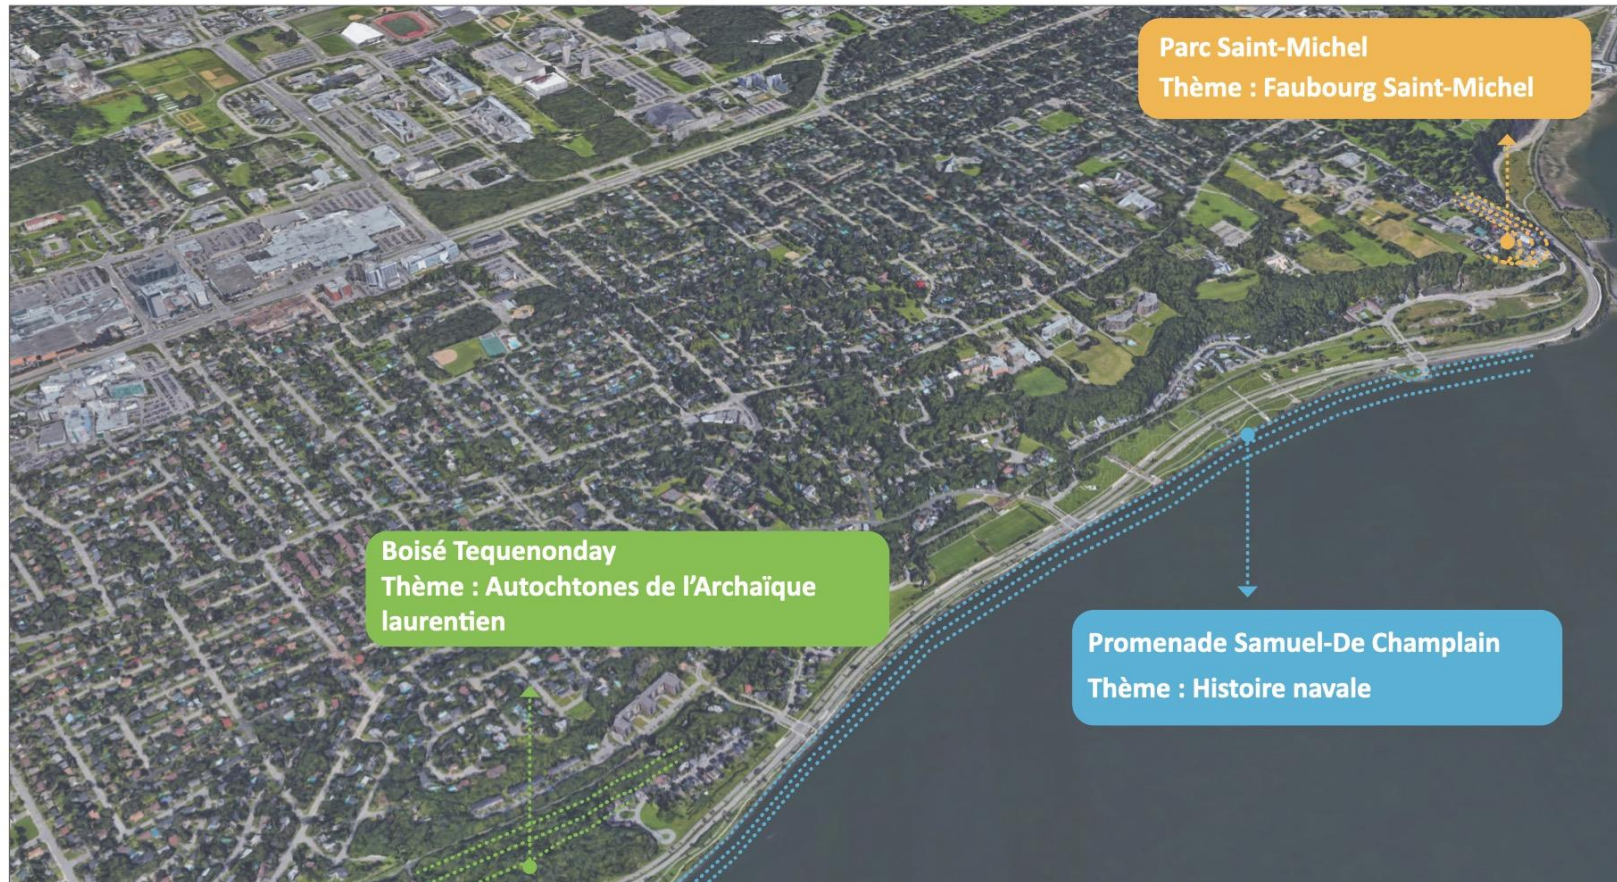 Parc Saint-Michel
Thème : Faubourg Saint-Michel
Boisé Tequenonday
Thème : Autochtones de l’Archaïque
laurentien
Promenade Samuel-De Champlain
Thème : Histoire navale